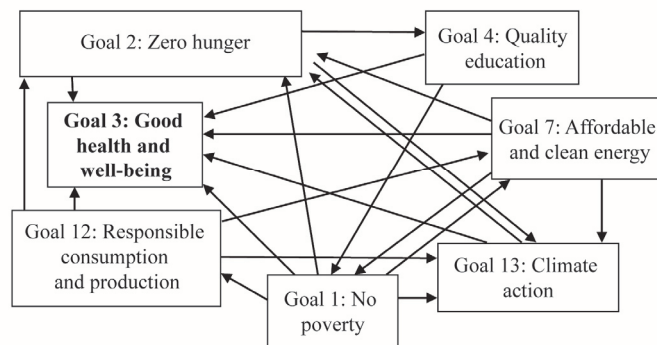 Goal 2: Zero hunger
Goal 4: Quality
education
Goal 3: Good
health and
well-being
Goal 7: Affordable
and clean energy
Goal 12: Responsible
consumption
and production
Goal 13: Climate
action
Goal 1: No
poverty